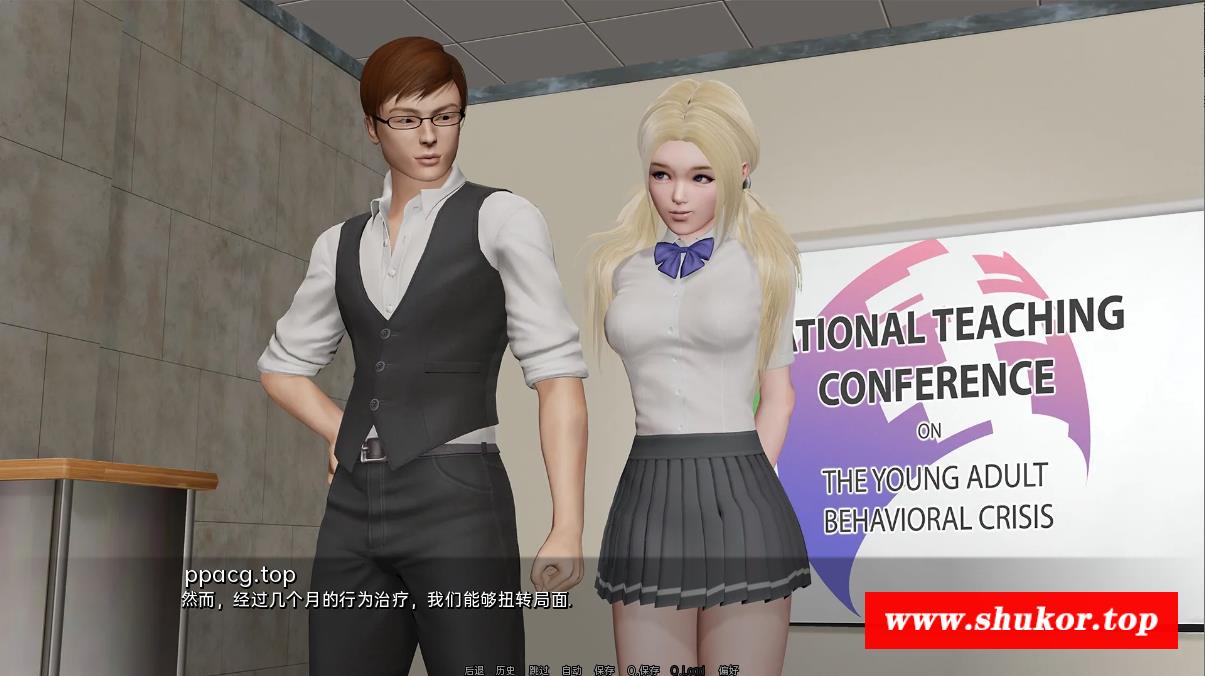 ATIONAL TEACHING
CONFERENCE
ON
THE YOUNG ADULT
BEHAVIORAL CRISIS
ppacg.top
然而，经过几个月的行为治疗，我们能够扭转局面.
www.shukor.top
后退 历史 跳过 自动 保存 Q.保存 Q.Load 偏好